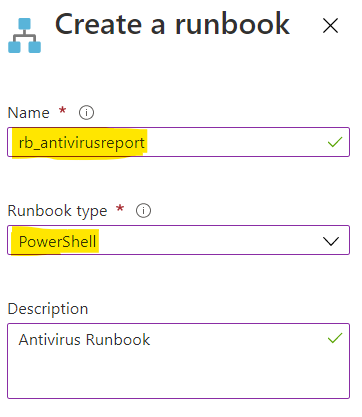 Create a runbook
Name *
rb_antivirusreport
Runbook type *
PowerShell
Description
Antivirus Runbook